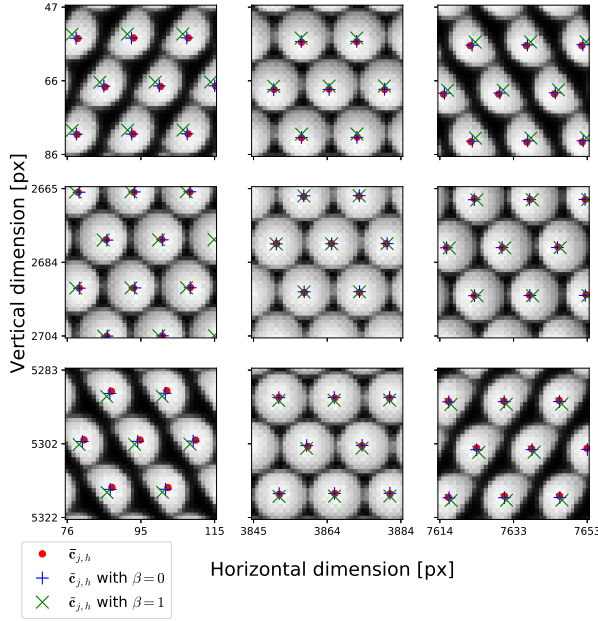 47
66
86
2665
2684
2704
5283
5302
5322
76 95 115
3845 3864 3884
7614 7633 7653
Vertical dimension [px]
Horizontal dimension [px]
c̄ j,h
c̃ j,h with β = 0
c̃ j,h with β = 1